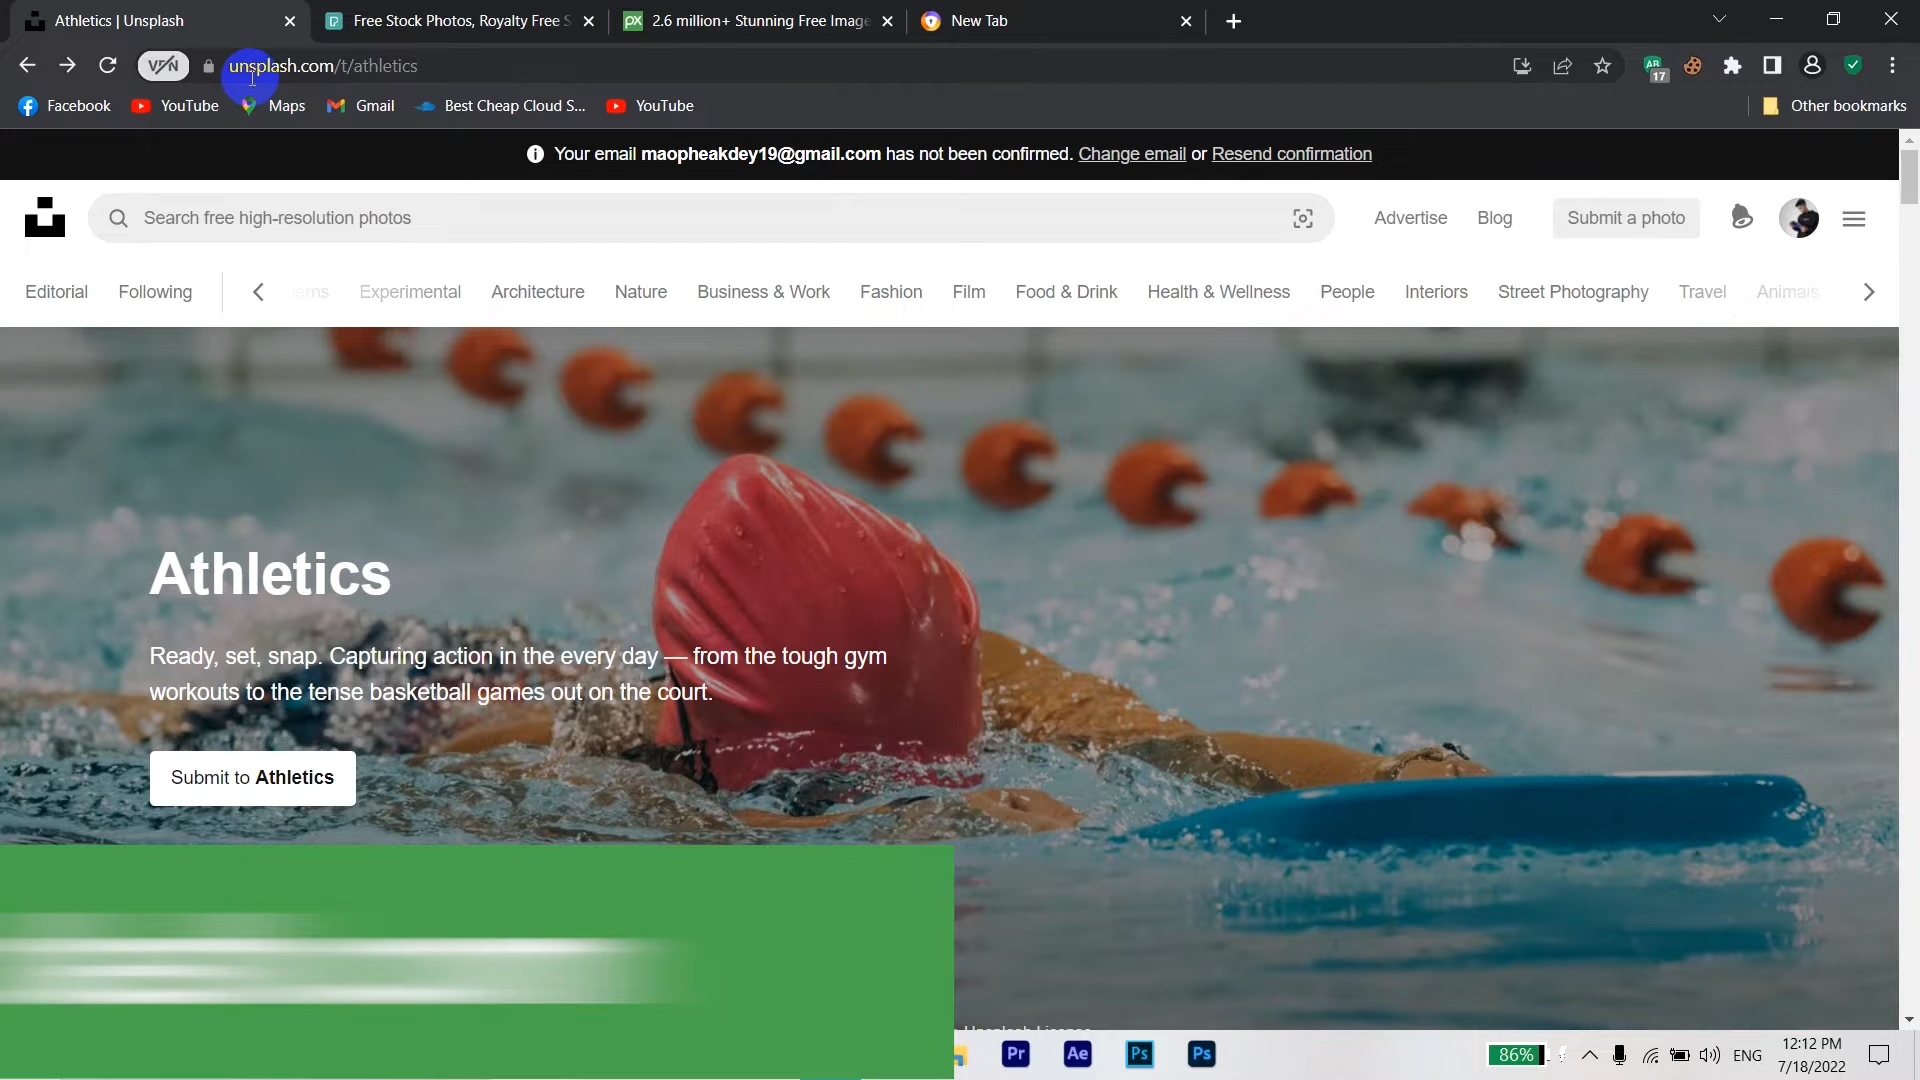 Athletics | Unsplash
Free Stock Photos, Royalty Free S
2.6 million+ Stunning Free Image
New Tab
VPN
unsplash.com/t/athletics
17
Facebook
YouTube
Maps
Gmail
Best Cheap Cloud S...
YouTube
Other bookmarks
Your email maopheakdey19@gmail.com has not been confirmed. Change email or Resend confirmation
Search free high-resolution photos
Advertise
Blog
Submit a photo
Editorial
Following
Experimental
Architecture
Nature
Business & Work
Fashion
Film
Food & Drink
Health & Wellness
People
Interiors
Street Photography
Travel
Animals
Athletics
Ready, set, snap. Capturing action in the every day — from the tough gym
workouts to the tense basketball games out on the court.
Submit to Athletics
Pr
Ae
Ps
Ps
86%
ENG
12:12 PM
7/18/2022